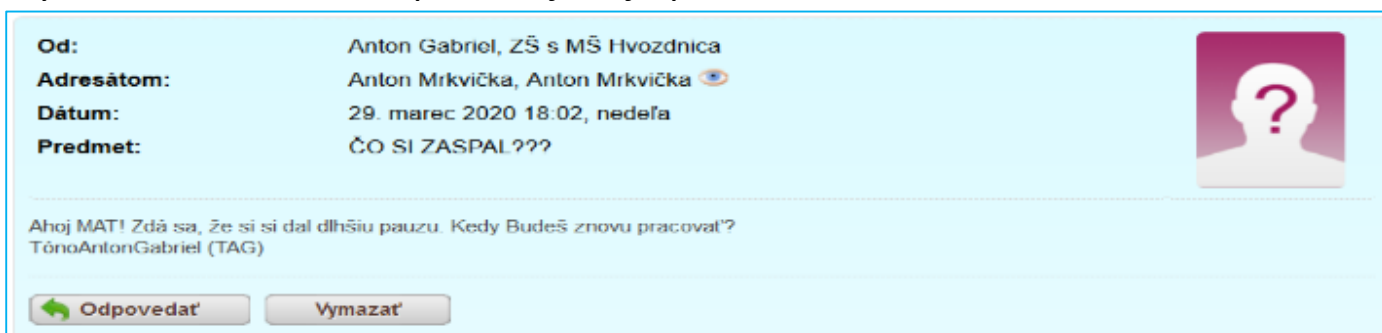 Od: Anton Gabriel, ZŠ s MŠ Hvozdnica
Adresátom: Anton Mrkvička, Anton Mrkvička
Dátum: 29. marec 2020 18:02, nedeľa
Predmet: ČO SI ZASPAL???
?
Ahoj MAT! Zdá sa, že si si dal dlhšiu pauzu. Kedy Budeš znovu pracovať?
TónoAntonGabriel (TAG)
Odpovedať Vymazať